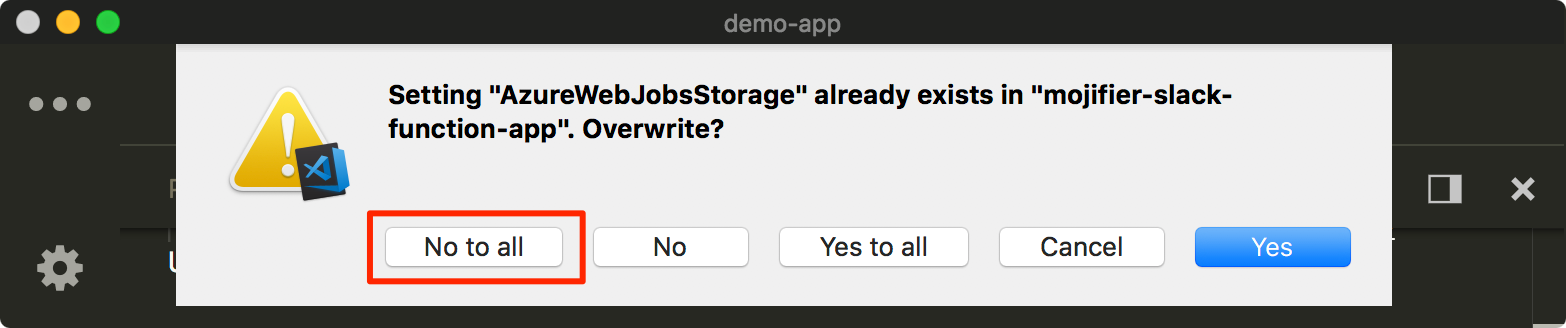 demo-app
Setting "AzureWebJobsStorage" already exists in "mojifier-slack-
function-app". Overwrite?
No to all
No
Yes to all
Cancel
Yes